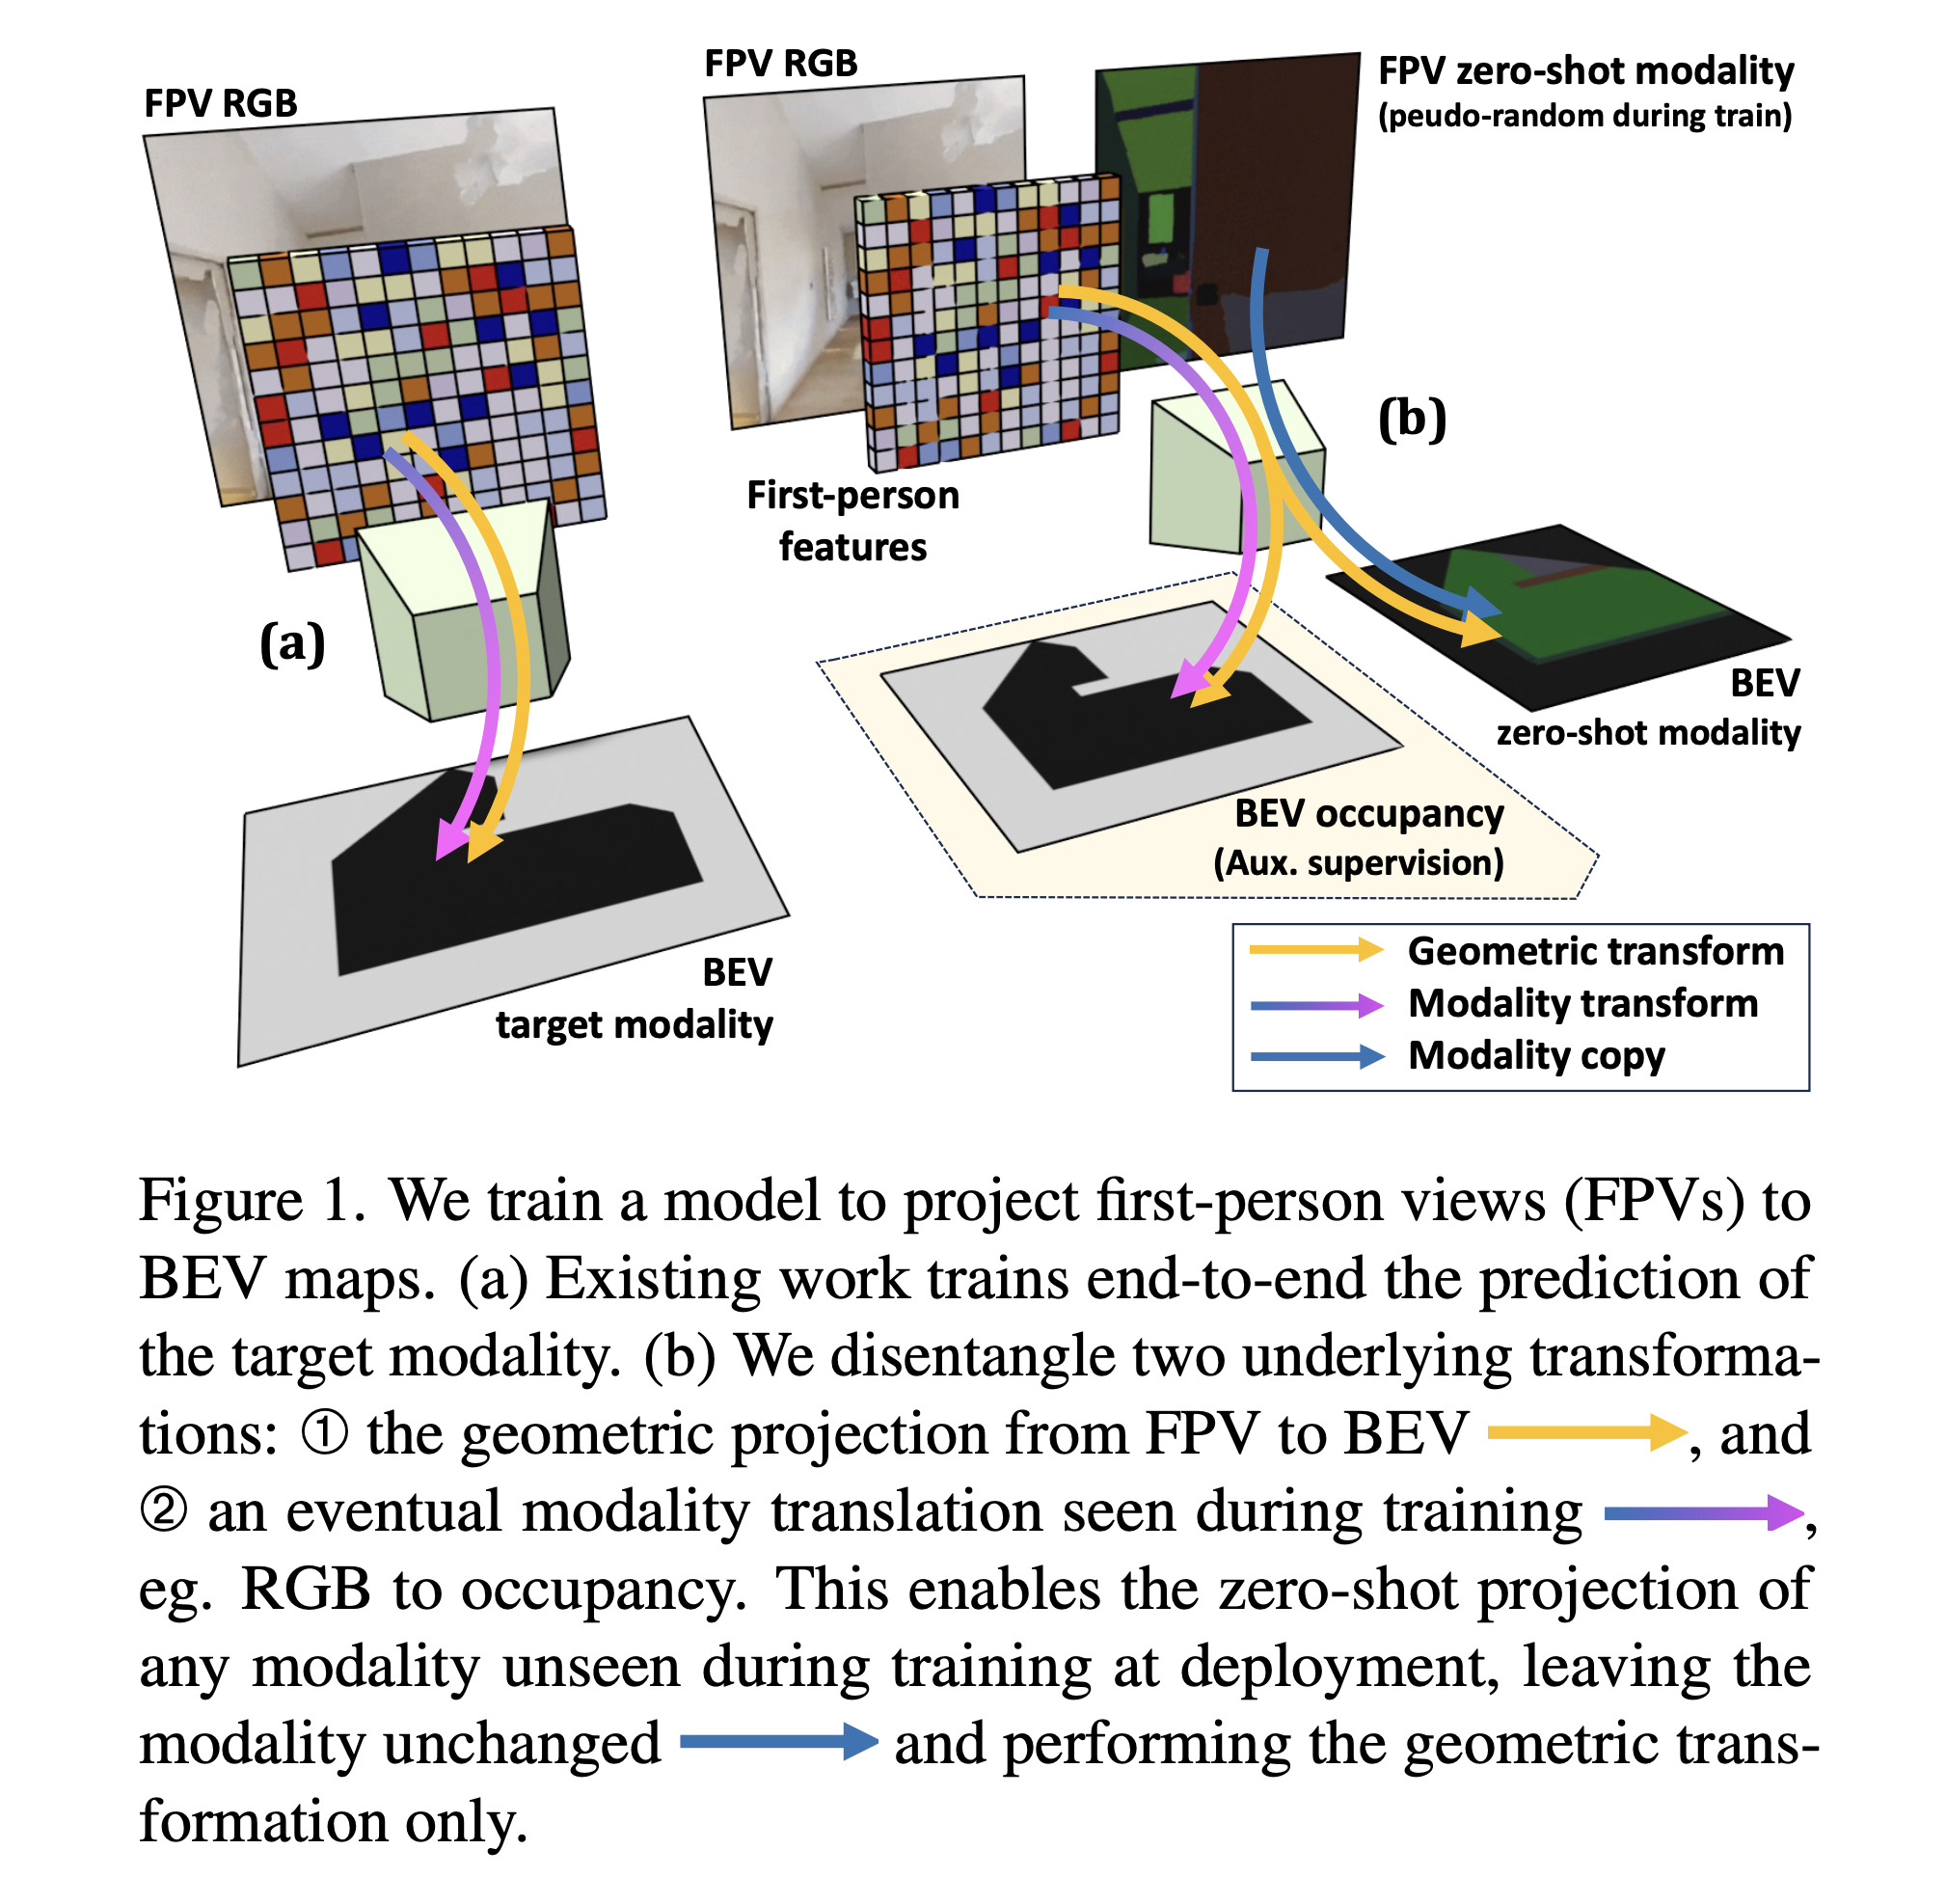 FPV RGB
FPV RGB
FPV zero-shot modality
(peudo-random during train)
(a)
First-person
features
(b)
BEV
target modality
BEV occupancy
(Aux. supervision)
BEV
zero-shot modality
Geometric transform
Modality transform
Modality copy
Figure 1. We train a model to project first-person views (FPVs) to
BEV maps. (a) Existing work trains end-to-end the prediction of
the target modality. (b) We disentangle two underlying transforma-
tions: ① the geometric projection from FPV to BEV , and
② an eventual modality translation seen during training ,
eg. RGB to occupancy. This enables the zero-shot projection of
any modality unseen during training at deployment, leaving the
modality unchanged and performing the geometric trans-
formation only.